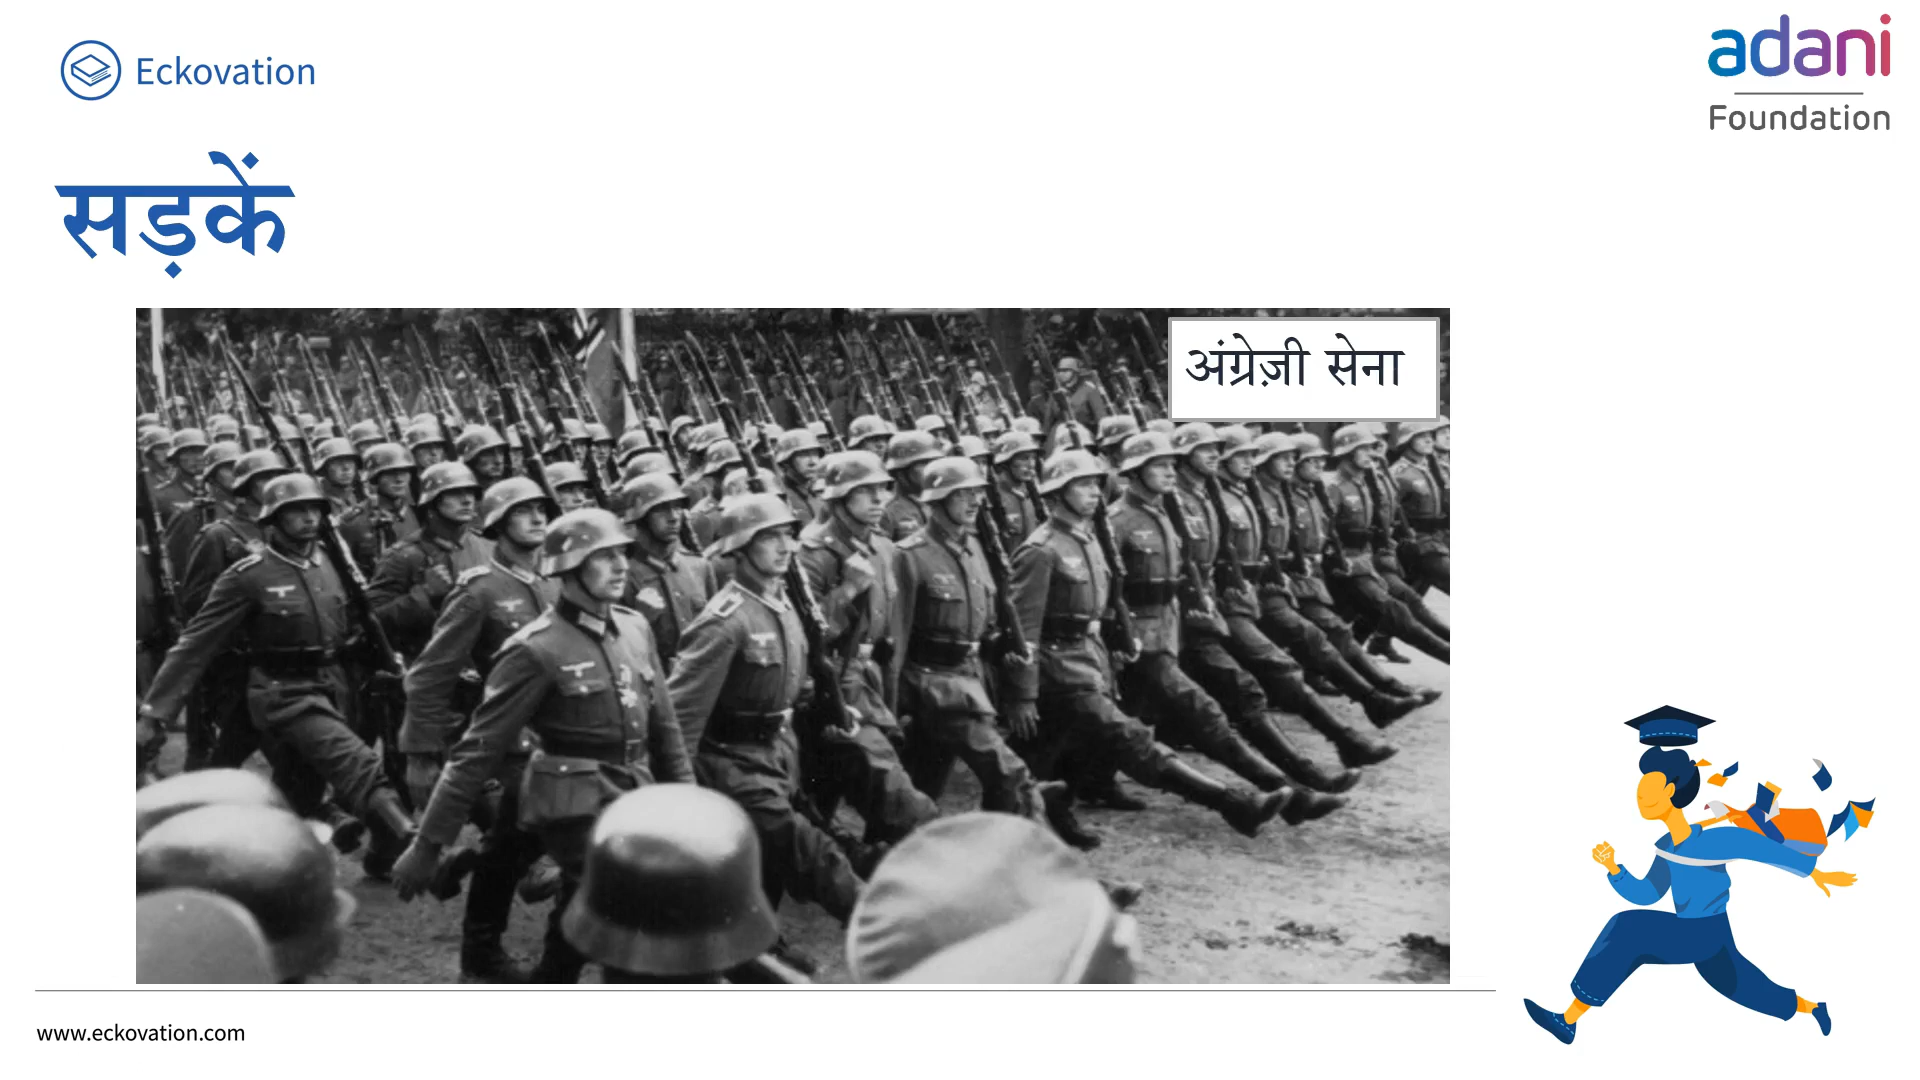 Eckovation
adani
Foundation
सड़कें
अंग्रेज़ी सेना
www.eckovation.com